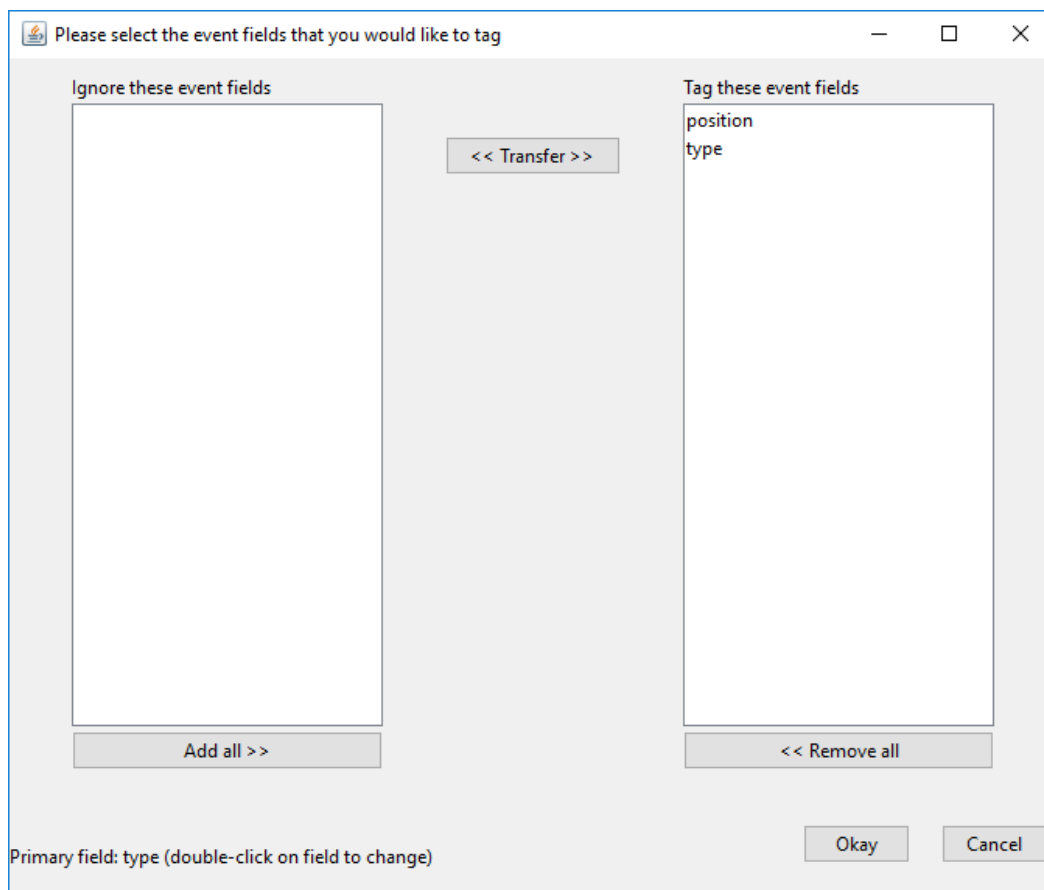 Please select the event fields that you would like to tag
Ignore these event fields
Tag these event fields
position
type
<< Transfer >>
Add all >>
<< Remove all
Okay
Cancel
Primary field: type (double-click on field to change)